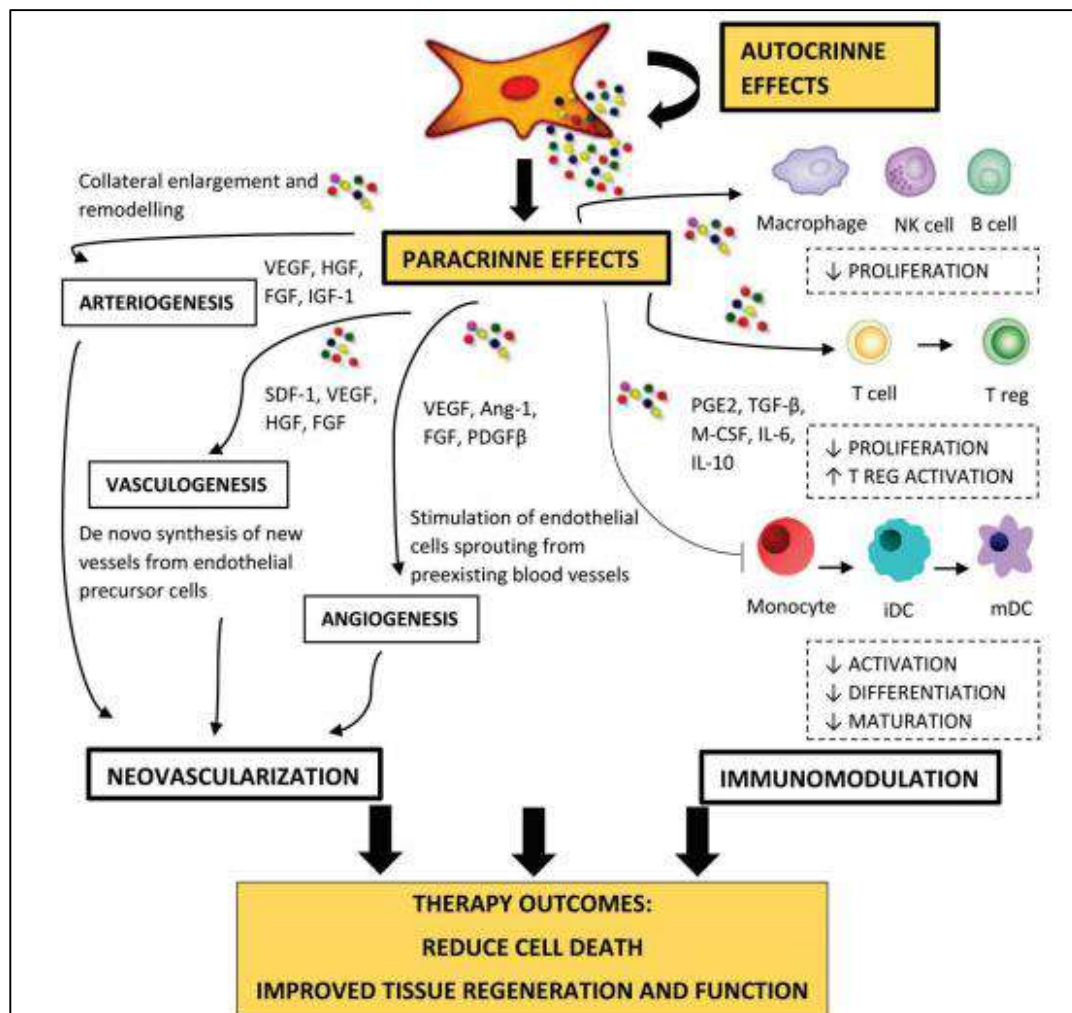 AUTOCRINNE
EFFECTS
Collateral enlargement and
remodelling
Macrophage
NK cell
B cell
PARACRINNE EFFECTS
↓ PROLIFERATION
ARTERIOGENESIS
VEGF, HGF,
FGF, IGF-1
T cell
T reg
SDF-1, VEGF,
HGF, FGF
VEGF, Ang-1,
FGF, PDGFβ
PGE2, TGF-β,
M-CSF, IL-6,
IL-10
↓ PROLIFERATION
↑ T REG ACTIVATION
VASCULOGENESIS
De novo synthesis of new
vessels from endothelial
precursor cells
Stimulation of endothelial
cells sprouting from
preexisting blood vessels
Monocyte
iDC
mDC
ANGIOGENESIS
↓ ACTIVATION
↓ DIFFERENTIATION
↓ MATURATION
NEOVASCULARIZATION
IMMUNOMODULATION
THERAPY OUTCOMES:
REDUCE CELL DEATH
IMPROVED TISSUE REGENERATION AND FUNCTION